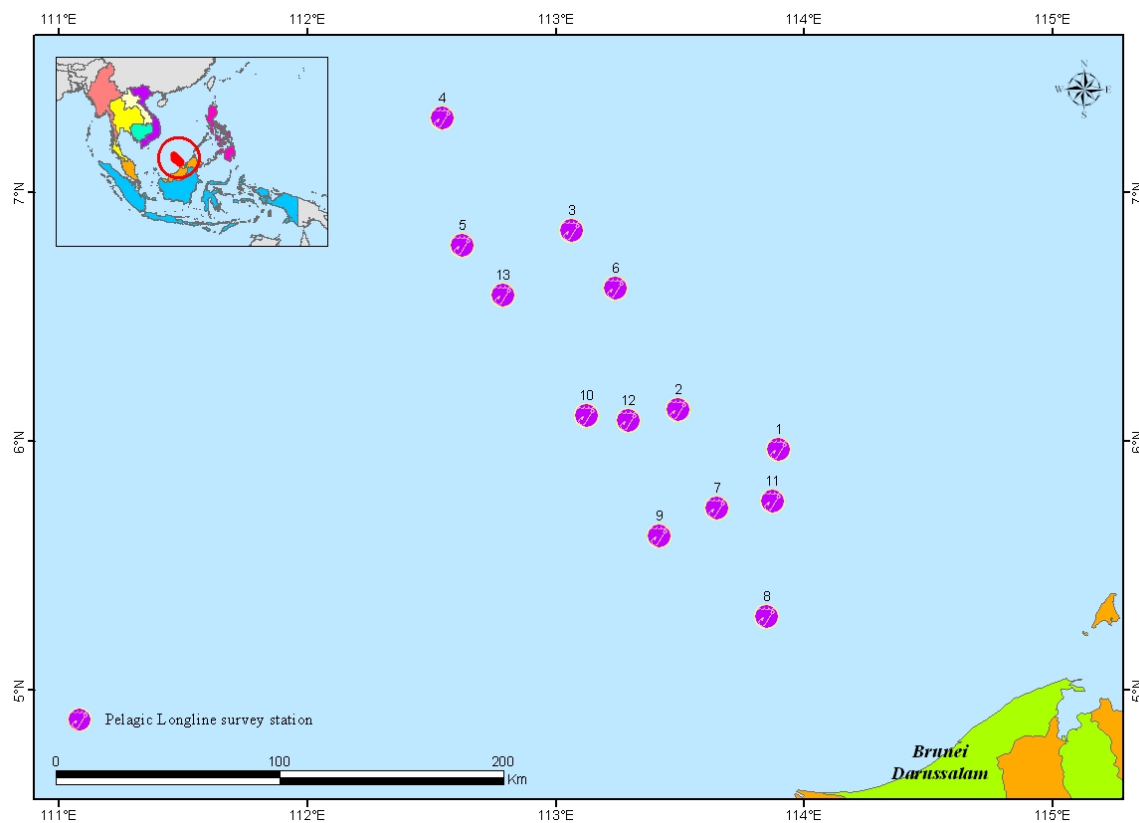 111°E 112°E 113°E 114°E 115°E
N
W E
S
4
7°N 7°N
3
5
6
13
2
10 12
6°N 6°N
1
11
7
9
8
5°N 5°N
Pelagic Longline survey station
Brunei
Darussalam
0 100 200
Km
111°E 112°E 113°E 114°E 115°E